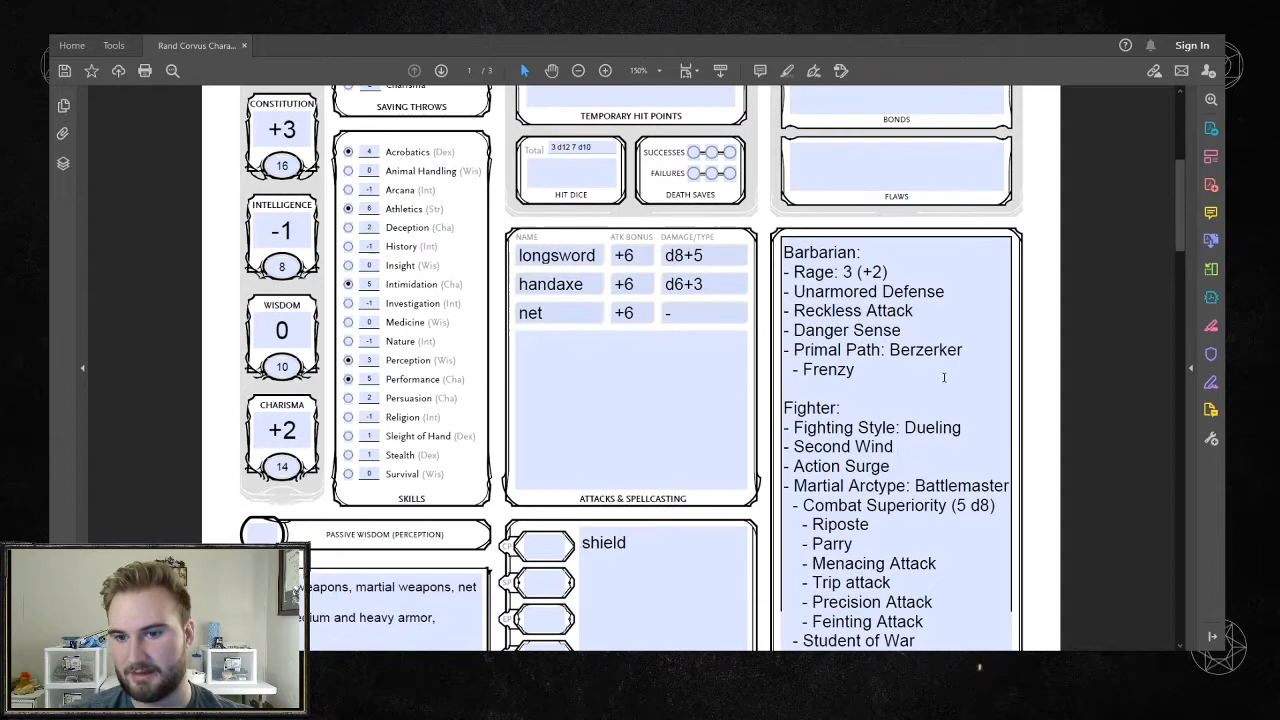 Home
Tools
Rand Corvus Chara...
Sign In
1 / 3
150%
CONSTITUTION
+3
16
INTELLIGENCE
-1
8
WISDOM
0
10
CHARISMA
+2
14
Charisma
SAVING THROWS
4 Acrobatics (Dex)
0 Animal Handling (Wis)
-1 Arcana (Int)
6 Athletics (Str)
2 Deception (Cha)
-1 History (Int)
0 Insight (Wis)
5 Intimidation (Cha)
-1 Investigation (Int)
0 Medicine (Wis)
-1 Nature (Int)
3 Perception (Wis)
5 Performance (Cha)
2 Persuasion (Cha)
-1 Religion (Int)
1 Sleight of Hand (Dex)
1 Stealth (Dex)
0 Survival (Wis)
SKILLS
PASSIVE WISDOM (PERCEPTION)
eapons, martial weapons, net
dium and heavy armor,
TEMPORARY HIT POINTS
Total 3 d12 7 d10
HIT DICE
SUCCESSES
FAILURES
DEATH SAVES
NAME ATK BONUS DAMAGE/TYPE
longsword +6 d8+5
handaxe +6 d6+3
net +6 -
ATTACKS & SPELLCASTING
CP
SP
EP
shield
BONDS
FLAWS
Barbarian:
- Rage: 3 (+2)
- Unarmored Defense
- Reckless Attack
- Danger Sense
- Primal Path: Berzerker
- Frenzy
Fighter:
- Fighting Style: Dueling
- Second Wind
- Action Surge
- Martial Arctype: Battlemaster
- Combat Superiority (5 d8)
- Riposte
- Parry
- Menacing Attack
- Trip attack
- Precision Attack
- Feinting Attack
- Student of War